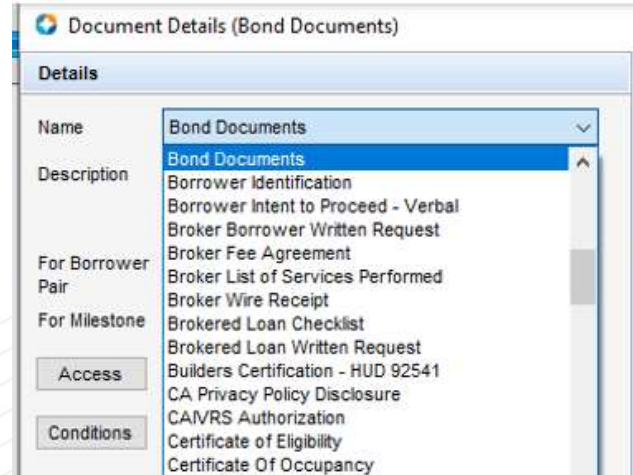 Document Details (Bond Documents)
Details
Name
Bond Documents
Description
For Borrower
Pair
For Milestone
Access
Conditions
Bond Documents
Borrower Identification
Borrower Intent to Proceed - Verbal
Broker Borrower Written Request
Broker Fee Agreement
Broker List of Services Performed
Broker Wire Receipt
Brokered Loan Checklist
Brokered Loan Written Request
Builders Certification - HUD 92541
CA Privacy Policy Disclosure
CAIVRS Authorization
Certificate of Eligibility
Certificate Of Occupancy